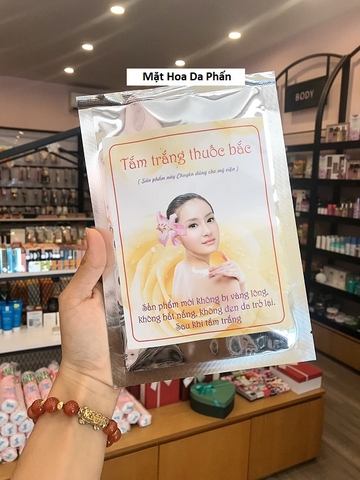 Mặt Hoa Da Phấn
BODY
Tắm trắng thuốc bắc
( Sản phẩm này Chuyên dùng cho mỹ viện )
Sản phẩm mới không bị vàng lông,
không bắt nắng, không đen da trở lại.
Sau khi tắm trắng